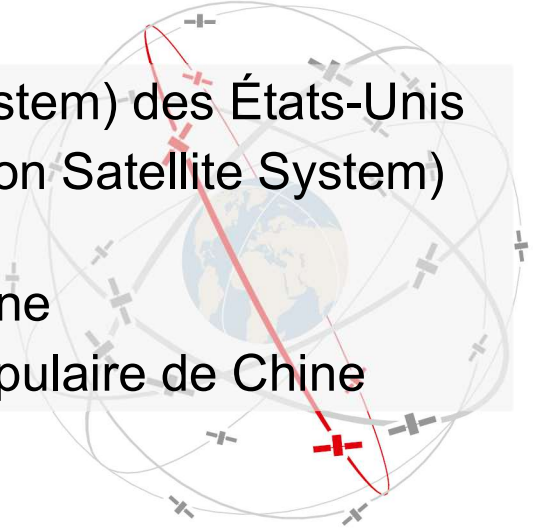 stem) des États-Unis
on Satellite System)
ne
pulaire de Chine